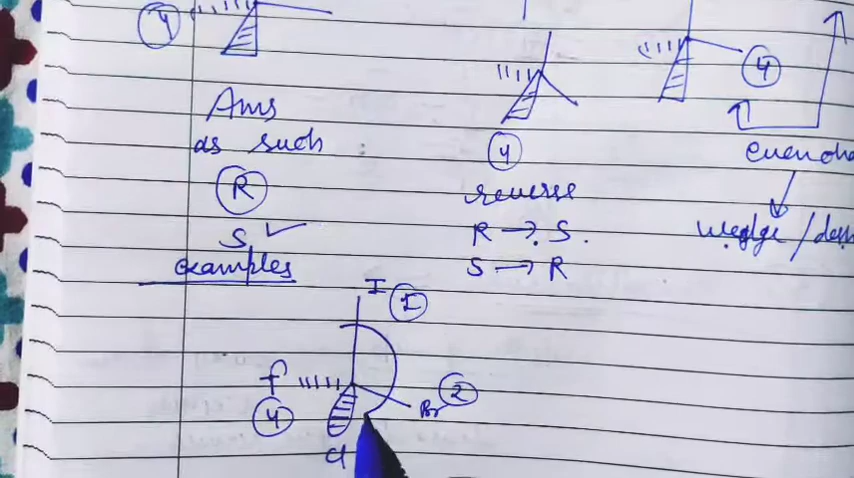 4
4
Ans
as such
4
R
reverse
S
R → S.
wedge /
S → R
examples
I 1
f
Br 2
4
cl